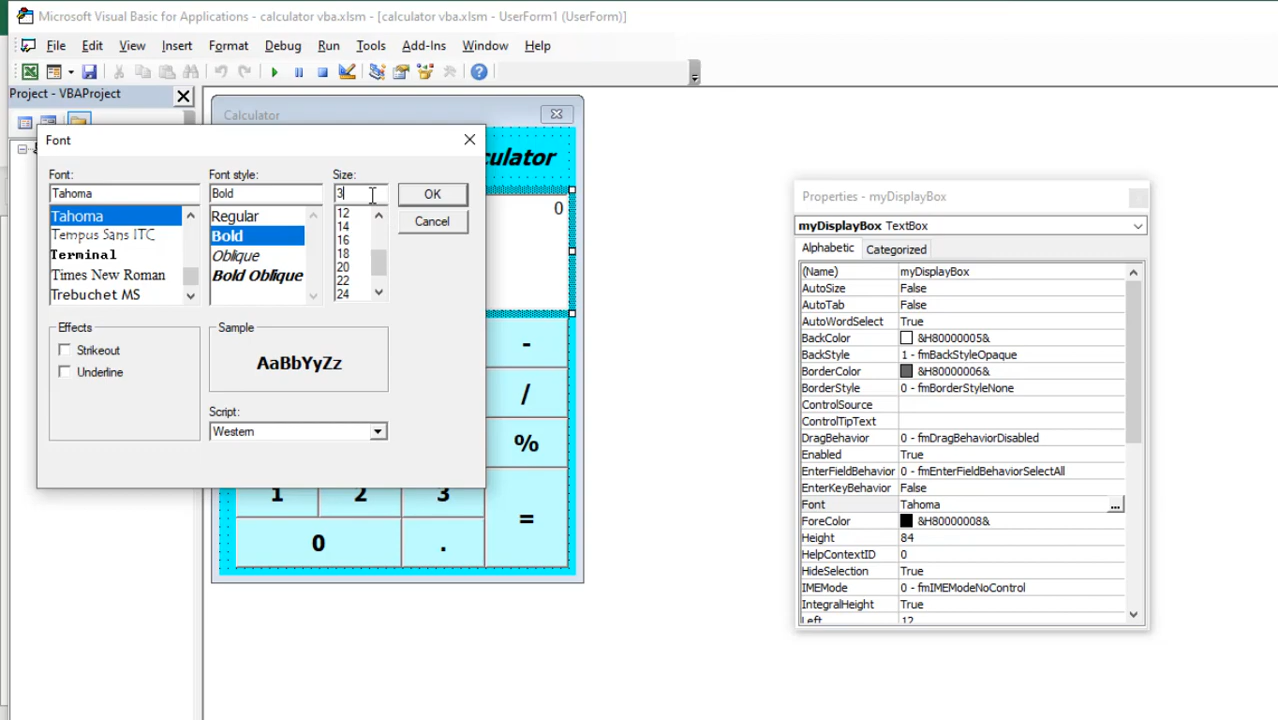 Microsoft Visual Basic for Applications - calculator vba.xlsm - [calculator vba.xlsm - UserForm1 (UserForm)]
File Edit View Insert Format Debug Run Tools Add-Ins Window Help
Project - VBAProject
Calculator
culator
0
-
/
%
1 2 3
=
0 .
Font
Font: Font style: Size:
Tahoma Bold 3 OK
Tahoma Regular 12
Cancel
Tempus Sans ITC Bold 14
Terminal Oblique 16
Times New Roman Bold Oblique 18
Trebuchet MS 20
22
24
Effects Sample
Strikeout
Underline
AaBbYyZz
Script:
Western
Properties - myDisplayBox
myDisplayBox TextBox
Alphabetic Categorized
(Name) myDisplayBox
AutoSize False
AutoTab False
AutoWordSelect True
BackColor &H80000005&
BackStyle 1 - fmBackStyleOpaque
BorderColor &H80000006&
BorderStyle 0 - fmBorderStyleNone
ControlSource
ControlTipText
DragBehavior 0 - fmDragBehaviorDisabled
Enabled True
EnterFieldBehavior 0 - fmEnterFieldBehaviorSelectAll
EnterKeyBehavior False
Font Tahoma ...
ForeColor &H80000008&
Height 84
HelpContextID 0
HideSelection True
IMEMode 0 - fmIMEModeNoControl
IntegralHeight True
Left 12